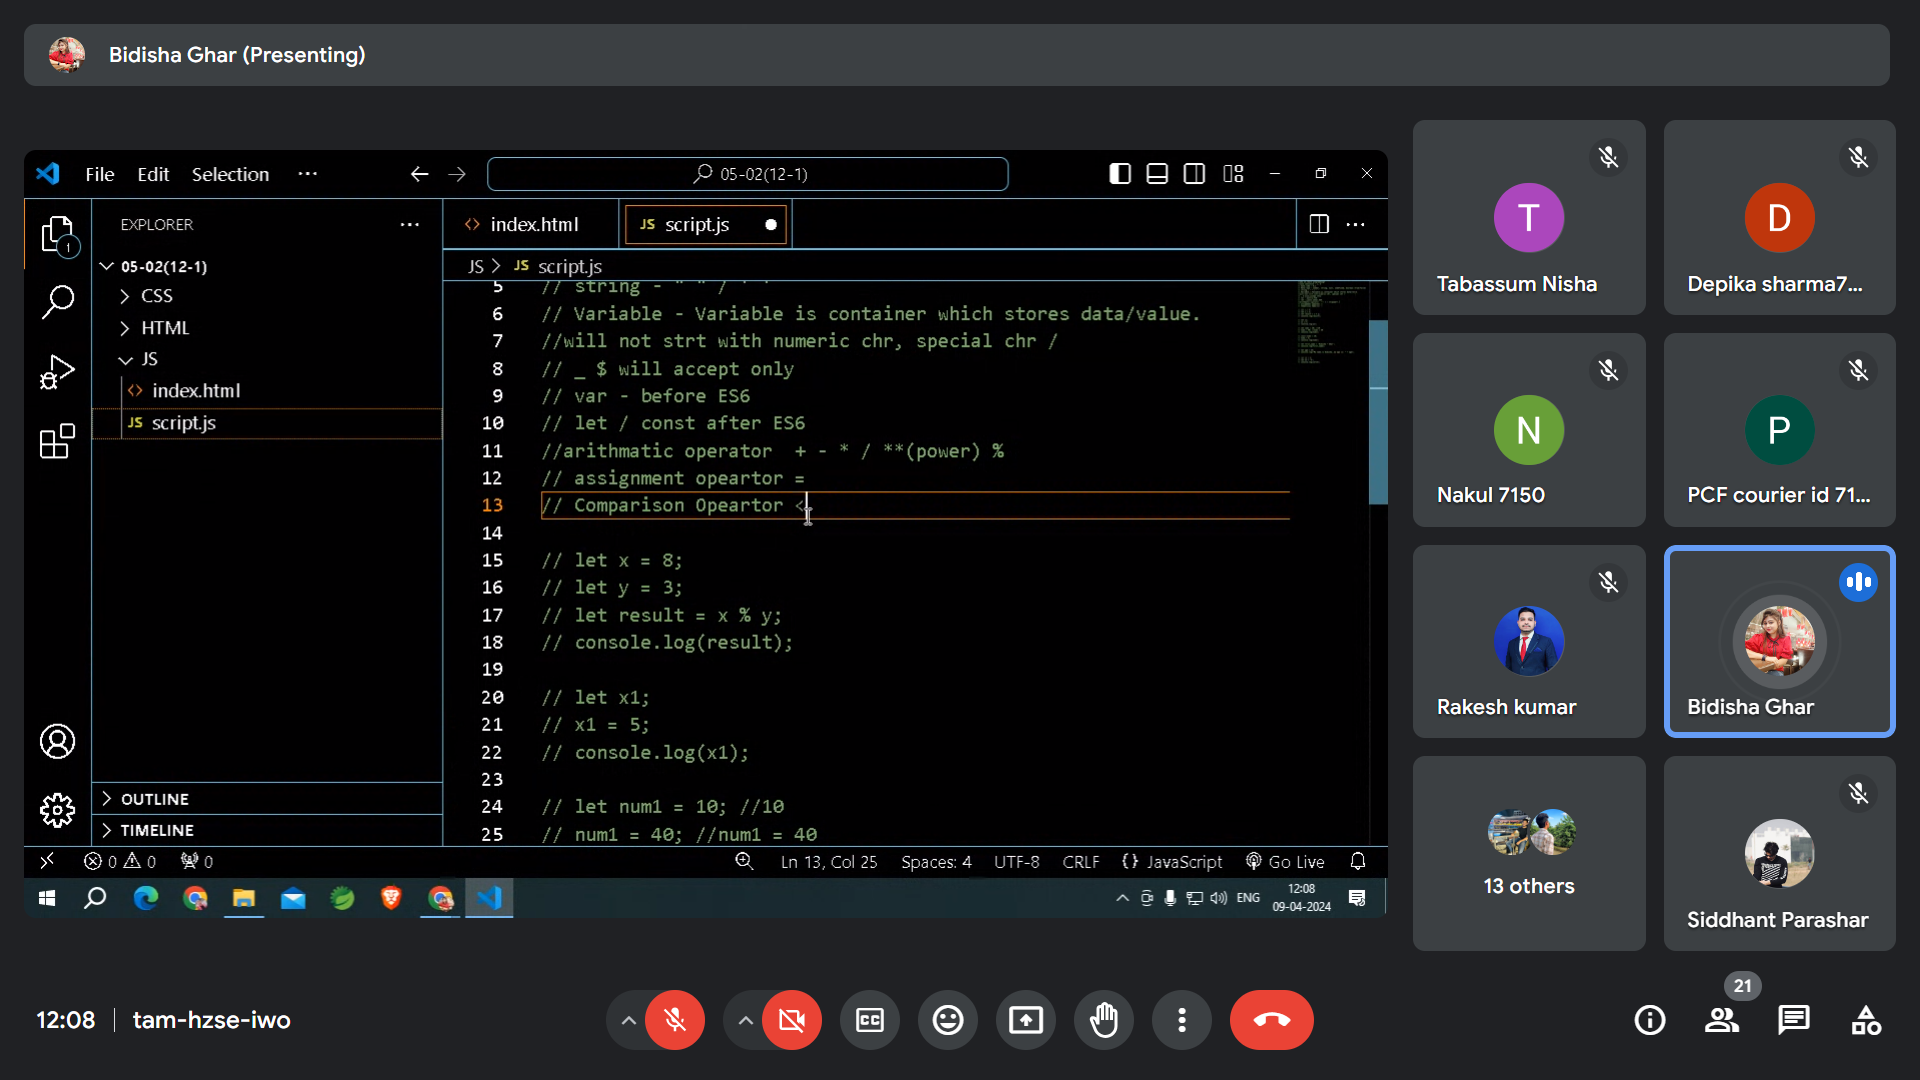 Bidisha Ghar (Presenting)
File Edit Selection ···
05-02(12-1)
EXPLORER
05-02(12-1)
CSS
HTML
JS
index.html
JS script.js
OUTLINE
TIMELINE
index.html
JS script.js
JS > JS script.js
5 // string - " " / ' '
6 // Variable - Variable is container which stores data/value.
7 //will not strt with numeric chr, special chr /
8 // _ $ will accept only
9 // var - before ES6
10 // let / const after ES6
11 //arithmatic operator  + - * / **(power) %
12 // assignment opeartor =
13 // Comparison Opeartor <
14
15 // let x = 8;
16 // let y = 3;
17 // let result = x % y;
18 // console.log(result);
19
20 // let x1;
21 // x1 = 5;
22 // console.log(x1);
23
24 // let num1 = 10; //10
25 // num1 = 40; //num1 = 40
1
0 0 0
Ln 13, Col 25 Spaces: 4 UTF-8 CRLF {} JavaScript Go Live
ENG
12:08
09-04-2024
T
Tabassum Nisha
D
Depika sharma7...
N
Nakul 7150
P
PCF courier id 71...
Rakesh kumar
Bidisha Ghar
13 others
Siddhant Parashar
12:08 | tam-hzse-iwo
CC
21